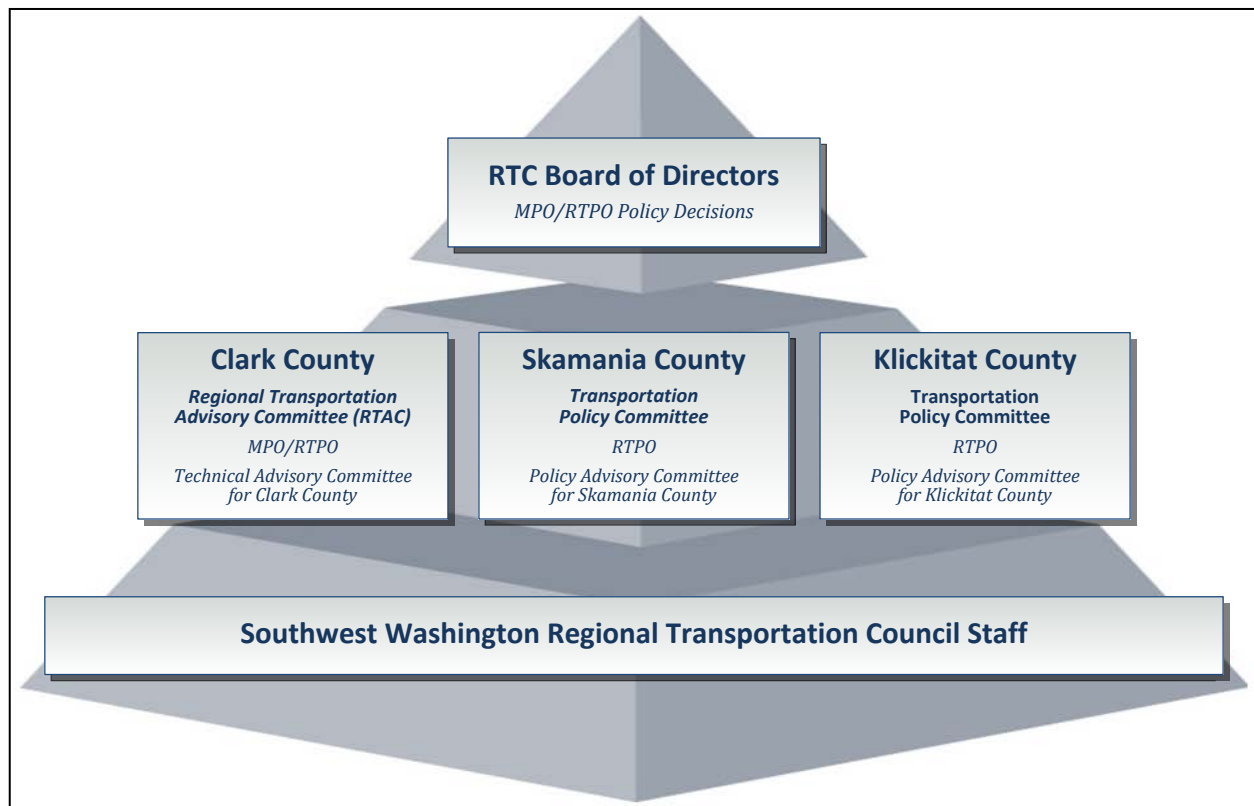 RTC Board of Directors
MPO/RTPO Policy Decisions
Clark County
Regional Transportation
Advisory Committee (RTAC)
MPO/RTPO
Technical Advisory Committee
for Clark County
Skamania County
Transportation
Policy Committee
RTPO
Policy Advisory Committee
for Skamania County
Klickitat County
Transportation
Policy Committee
RTPO
Policy Advisory Committee
for Klickitat County
Southwest Washington Regional Transportation Council Staff